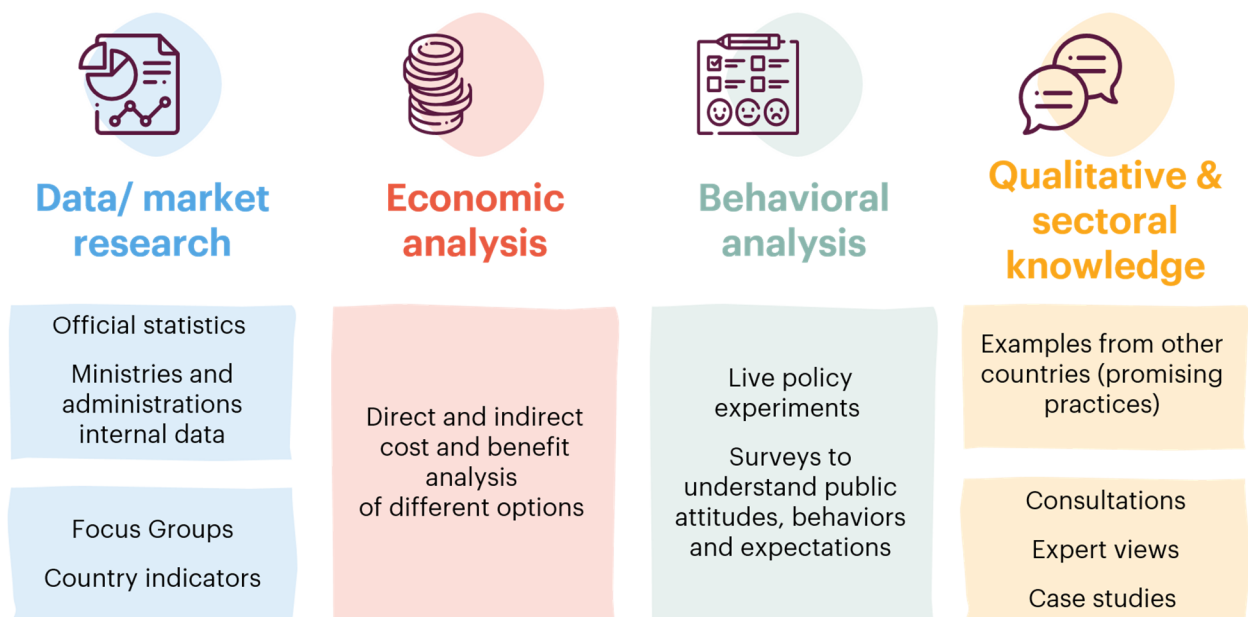 Data/ market
research
Official statistics
Ministries and
administrations
internal data
Focus Groups
Country indicators
Economic
analysis
Direct and indirect
cost and benefit
analysis
of different options
Behavioral
analysis
Live policy
experiments
Surveys to
understand public
attitudes, behaviors
and expectations
Qualitative &
sectoral
knowledge
Examples from other
countries (promising
practices)
Consultations
Expert views
Case studies